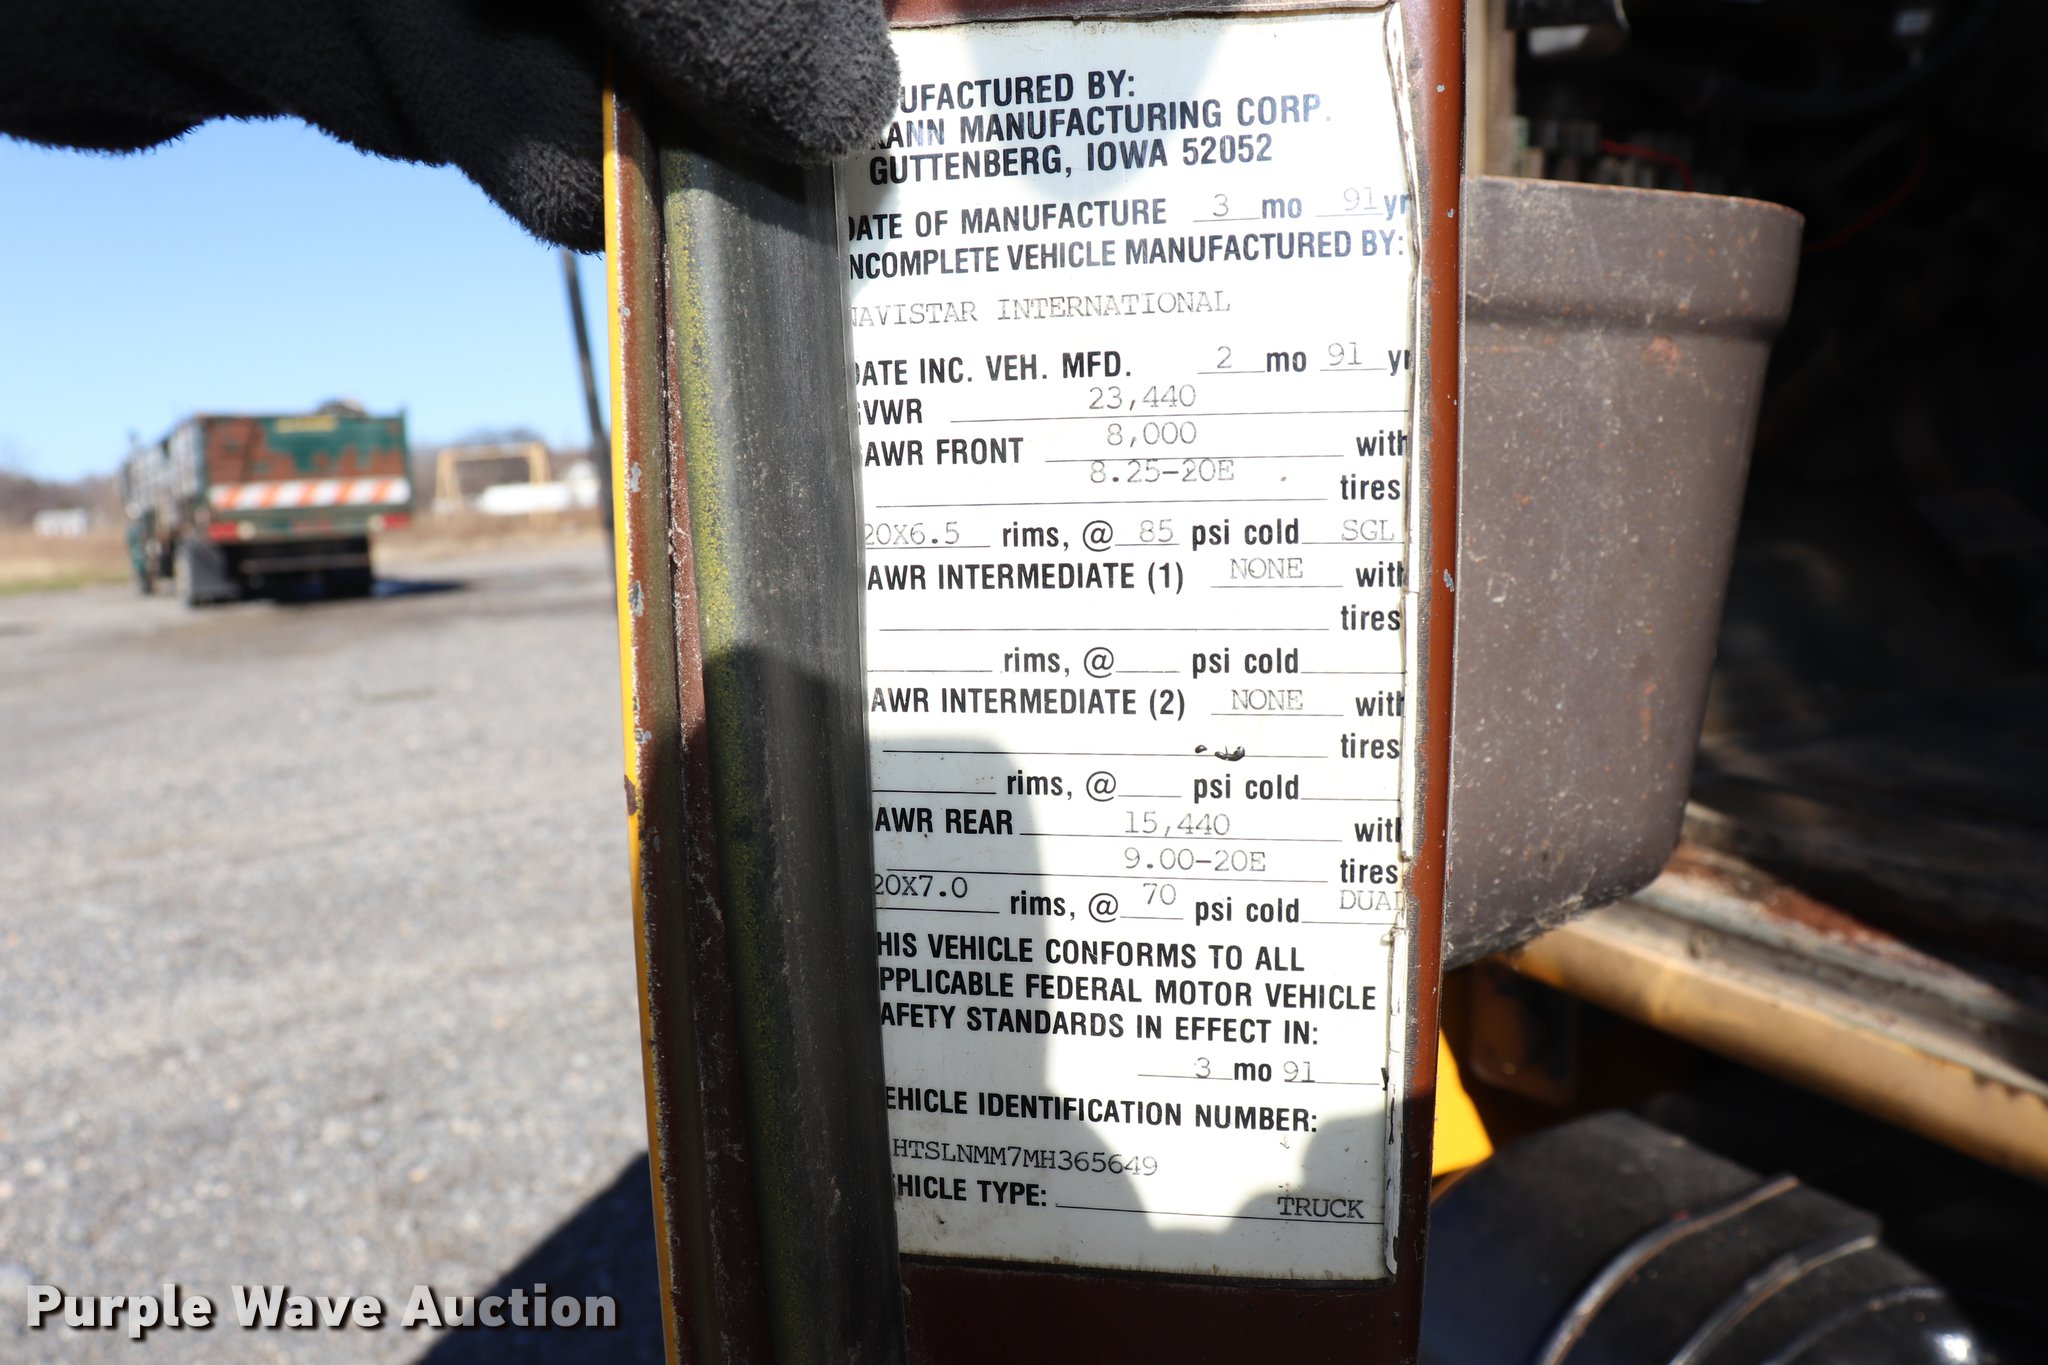 UFACTURED BY:
KANN MANUFACTURING CORP.
GUTTENBERG, IOWA 52052
DATE OF MANUFACTURE 3 mo 91 yr
NCOMPLETE VEHICLE MANUFACTURED BY:
NAVISTAR INTERNATIONAL
DATE INC. VEH. MFD. 2 mo 91 yr
GVWR 23,440
AWR FRONT 8,000 with
8.25-20E tires
20X6.5 rims, @ 85 psi cold SGL
AWR INTERMEDIATE (1) NONE with
tires
rims, @ psi cold
AWR INTERMEDIATE (2) NONE with
tires
rims, @ psi cold
AWR REAR 15,440 with
9.00-20E tires
20X7.0 rims, @ 70 psi cold DUAL
HIS VEHICLE CONFORMS TO ALL
PPLICABLE FEDERAL MOTOR VEHICLE
AFETY STANDARDS IN EFFECT IN:
3 mo 91 y
EHICLE IDENTIFICATION NUMBER:
HTSLNMM7MH365649
HICLE TYPE: TRUCK
Purple Wave Auction